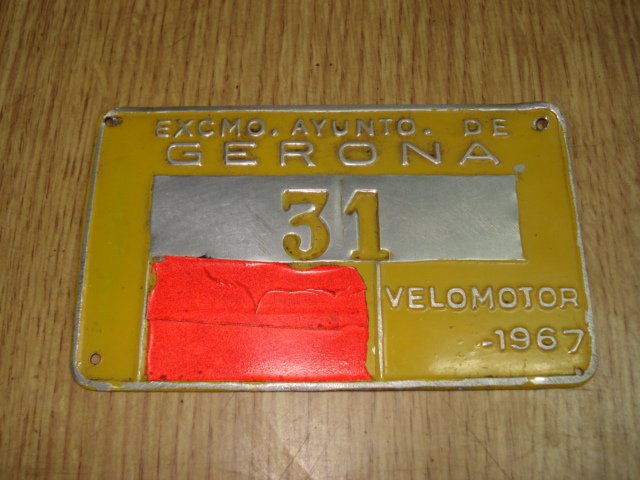 EXCMO. AYUNTO. DE
GERONA
31
VELOMOTOR
-1967